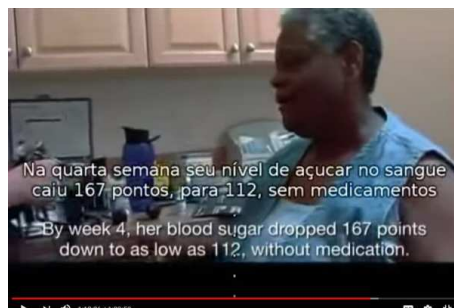 Na quarta semana seu nível de açucar no sangue
caiu 167 pontos, para 112, sem medicamentos
By week 4, her blood sugar dropped 167 points
down to as low as 112, without medication.